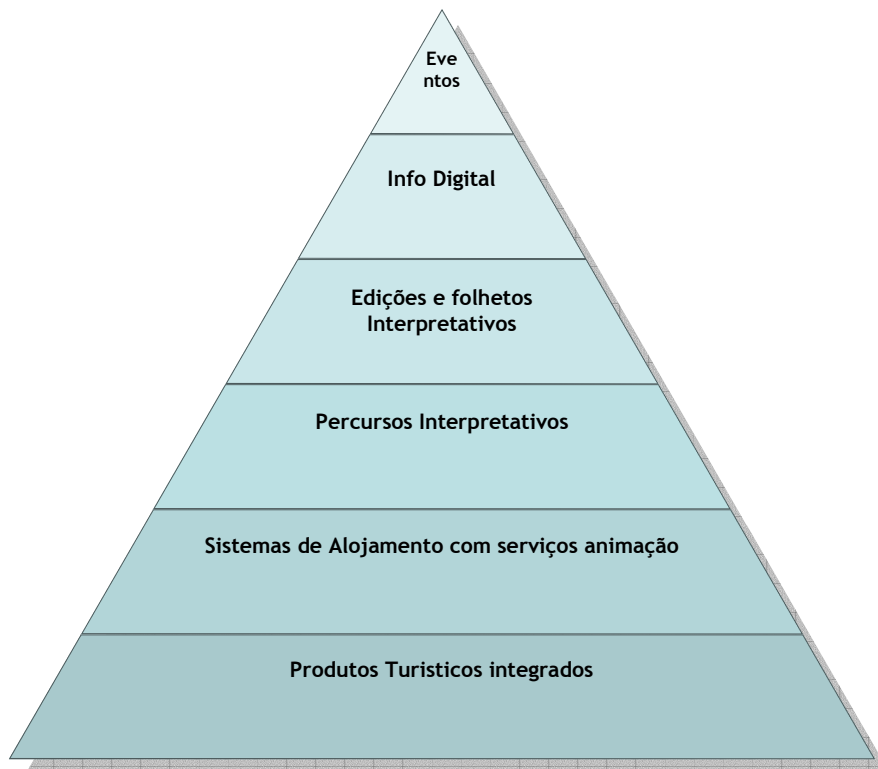 Eve
ntos
Info Digital
Edições e folhetos
Interpretativos
Percursos Interpretativos
Sistemas de Alojamento com serviços animação
Produtos Turisticos integrados